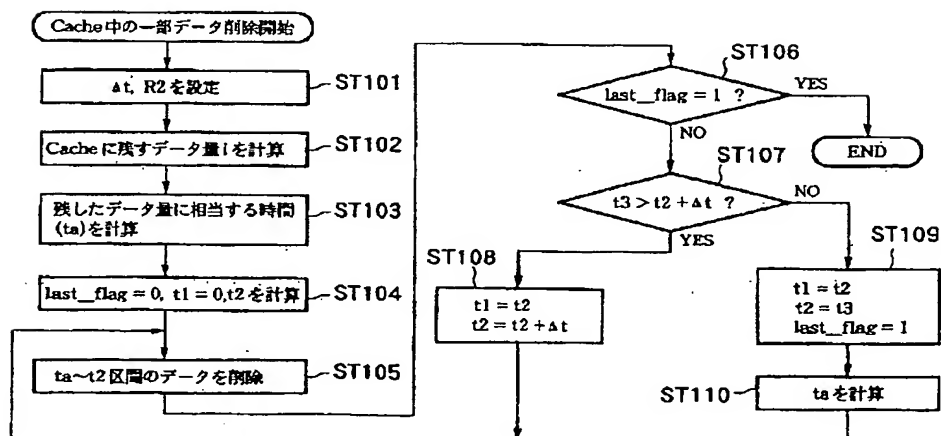 Cache中の一部データ削除開始
Δt, R2を設定
ST101
Cacheに残すデータ量iを計算
ST102
残したデータ量に相当する時間
(ta)を計算
ST103
last_flag = 0, t1 = 0,t2を計算
ST104
ta~t2区間のデータを削除
ST105
ST106
last_flag = 1 ?
YES
NO
END
ST107
t3 > t2 + Δt ?
NO
YES
ST108
t1 = t2
t2 = t2 + Δt
ST109
t1 = t2
t2 = t3
last_flag = 1
ST110
taを計算